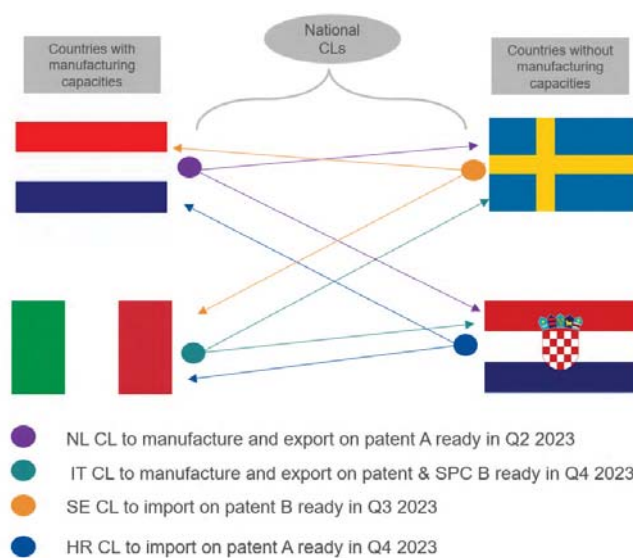 National
CLs
Countries with
manufacturing
capacities
Countries without
manufacturing
capacities
NL CL to manufacture and export on patent A ready in Q2 2023
IT CL to manufacture and export on patent & SPC B ready in Q4 2023
SE CL to import on patent B ready in Q3 2023
HR CL to import on patent A ready in Q4 2023